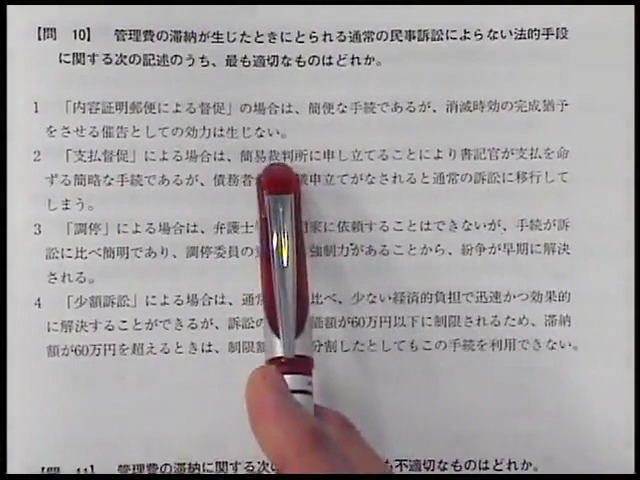 【問 10】 管理費の滞納が生じたときにとられる通常の民事訴訟によらない法的手段
に関する次の記述のうち、最も適切なものはどれか。
1 「内容証明郵便による督促」の場合は、簡便な手続であるが、消滅時効の完成猶予
をさせる催告としての効力は生じない。
2 「支払督促」による場合は、簡易裁判所に申し立てることにより書記官が支払を命
ずる簡略な手続であるが、債務者 申立てがなされると通常の訴訟に移行して
しまう。
3 「調停」による場合は、弁護士 家に依頼することはできないが、手続が訴
訟に比べ簡明であり、調停委員の 強制力があることから、紛争が早期に解決
される。
4 「少額訴訟」による場合は、通常 比べ、少ない経済的負担で迅速かつ効果的
に解決することができるが、訴訟の 価額が60万円以下に制限されるため、滞納
額が60万円を超えるときは、制限額 分割したとしてもこの手続を利用できない。
【問 11】 管理費の滞納に関する次の も不適切なものはどれか。